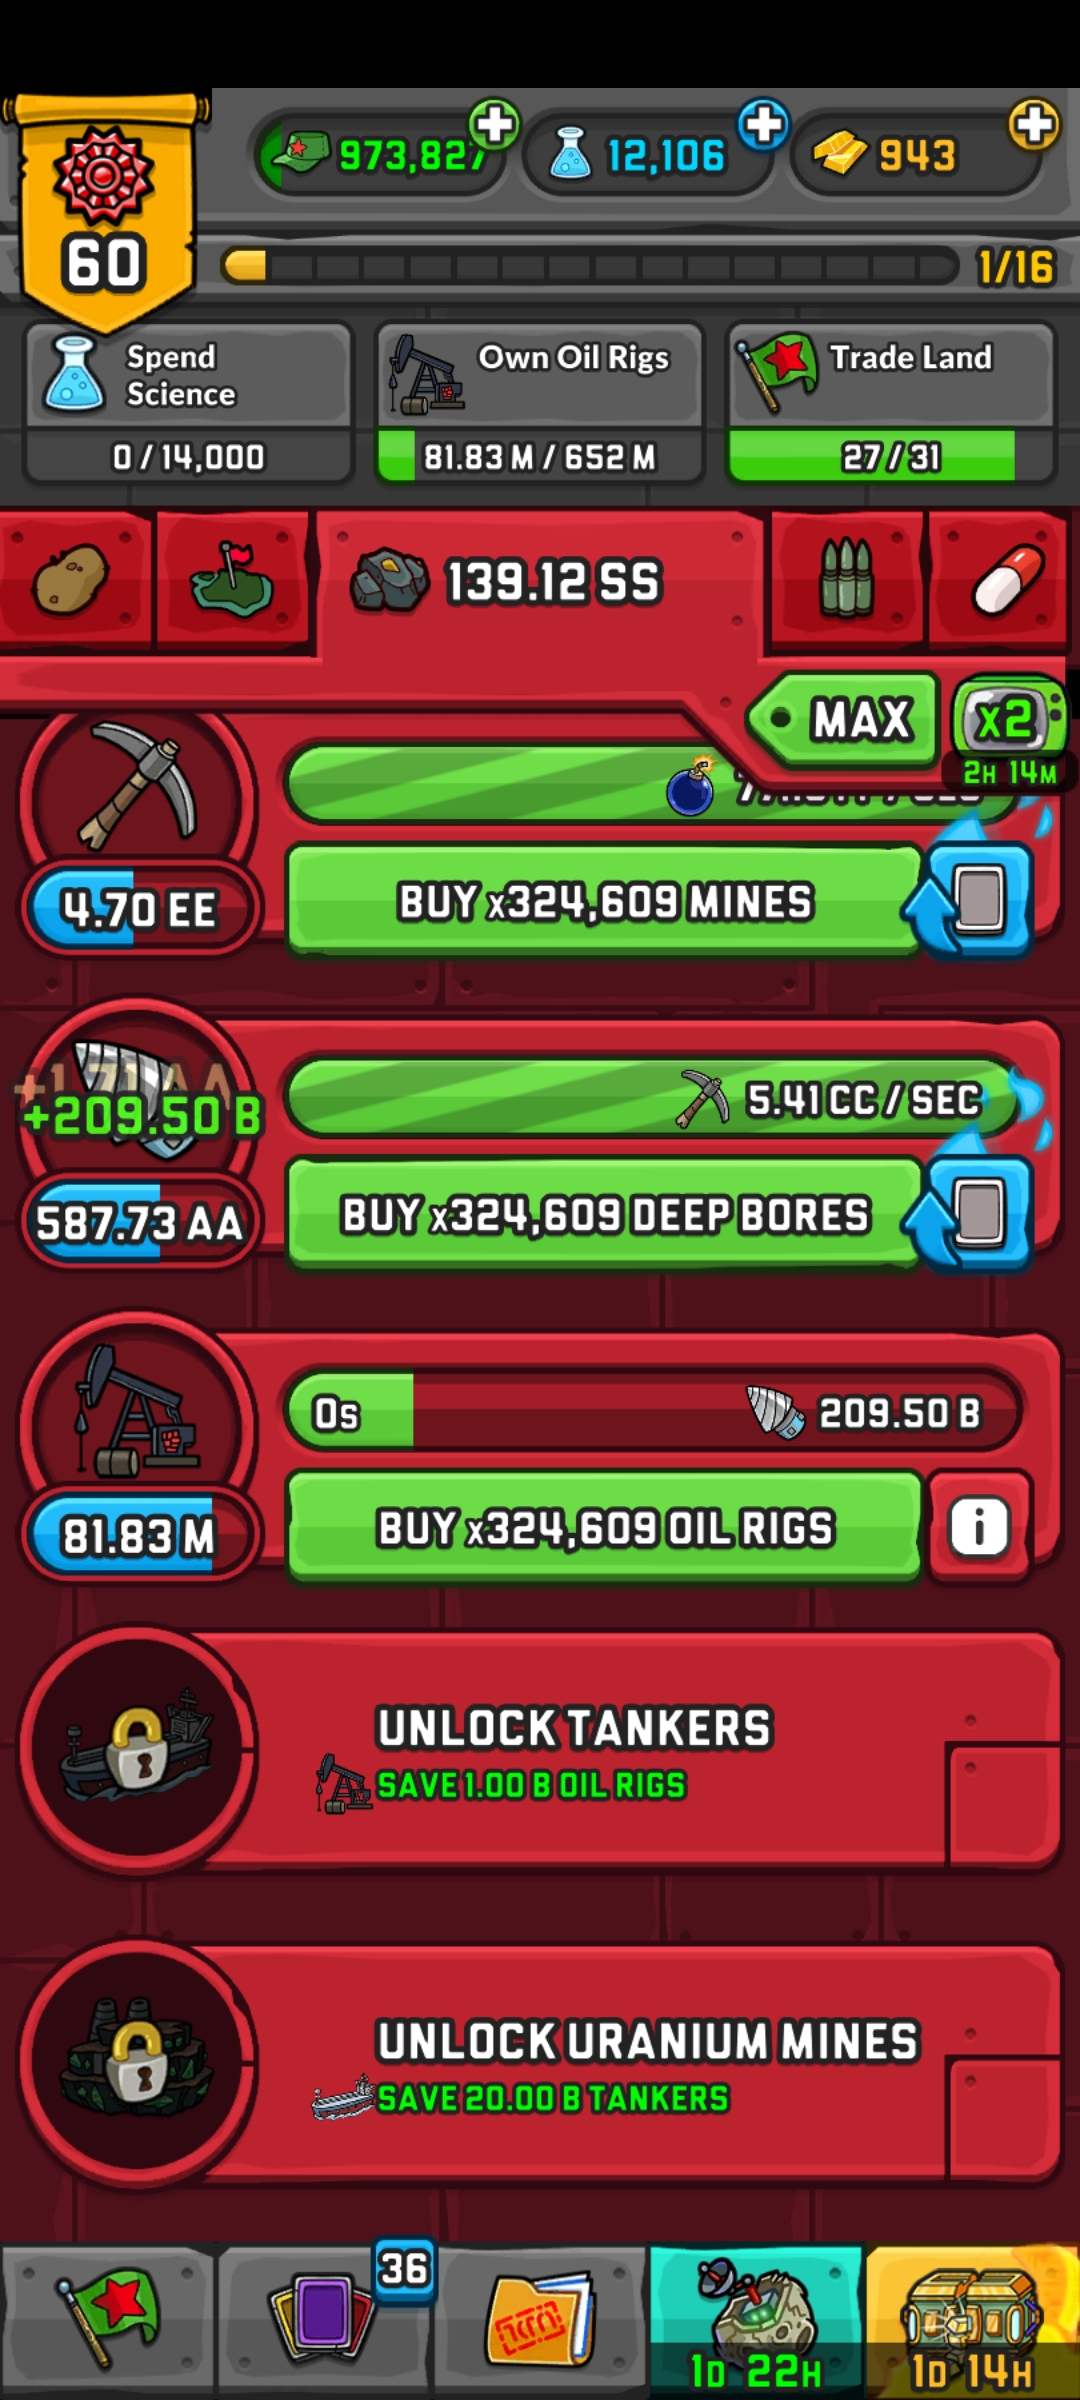 973,827
12,106
943
60
1/16
Spend
Science
0/14,000
Own Oil Rigs
81.83 M / 652 M
Trade Land
27/31
139.12 SS
MAX
x2
2H 14M
4.70 EE
BUY x324,609 MINES
+209.50 B
5.41 CC / SEC
587.73 AA
BUY x324,609 DEEP BORES
0s
209.50 B
81.83 M
BUY x324,609 OIL RIGS
i
UNLOCK TANKERS
SAVE 1.00 B OIL RIGS
UNLOCK URANIUM MINES
SAVE 20.00 B TANKERS
36
1D 22H
1D 14H